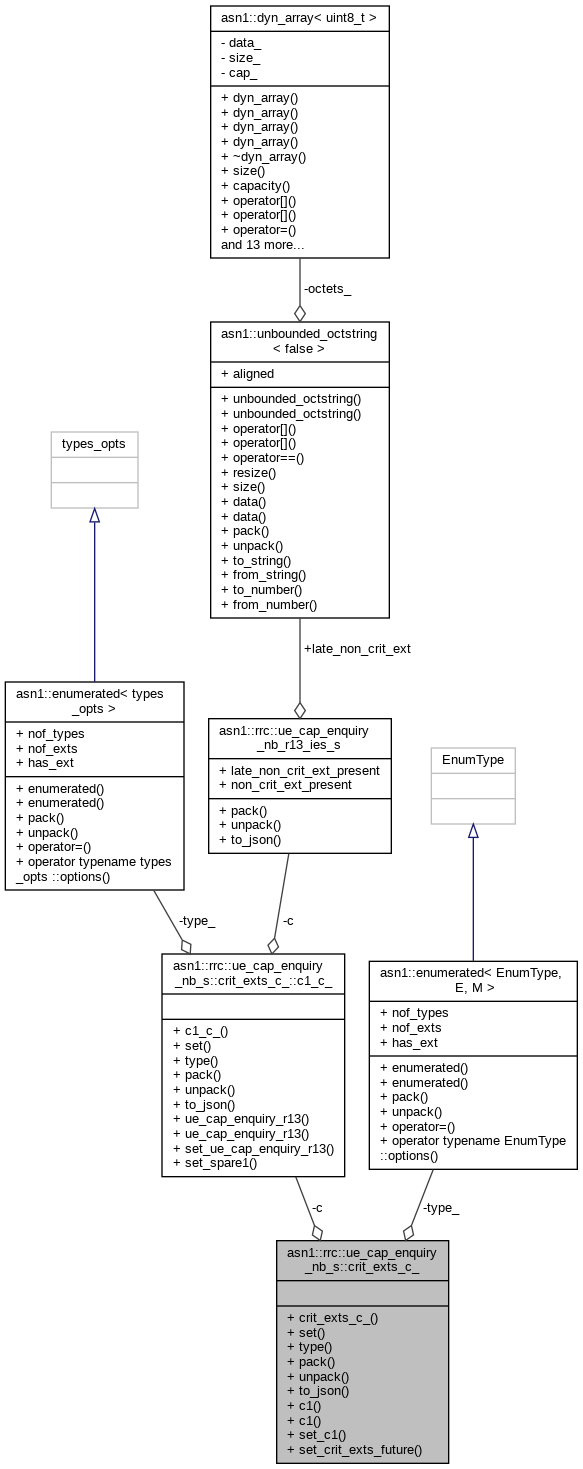 asn1::dyn_array< uint8_t >
- data_
- size_
- cap_
+ dyn_array()
+ dyn_array()
+ dyn_array()
+ dyn_array()
+ ~dyn_array()
+ size()
+ capacity()
+ operator[]()
+ operator[]()
+ operator=()
and 13 more...
-octets_
asn1::unbounded_octstring
< false >
+ aligned
+ unbounded_octstring()
+ unbounded_octstring()
+ operator[]()
+ operator[]()
+ operator==()
+ resize()
+ size()
+ data()
+ data()
+ pack()
+ unpack()
+ to_string()
+ from_string()
+ to_number()
+ from_number()
types_opts
+late_non_crit_ext
asn1::enumerated< types
_opts >
+ nof_types
+ nof_exts
+ has_ext
+ enumerated()
+ enumerated()
+ pack()
+ unpack()
+ operator=()
+ operator typename types
_opts ::options()
asn1::rrc::ue_cap_enquiry
_nb_r13_ies_s
+ late_non_crit_ext_present
+ non_crit_ext_present
+ pack()
+ unpack()
+ to_json()
EnumType
-type_
-c
asn1::rrc::ue_cap_enquiry
_nb_s::crit_exts_c_::c1_c_
+ c1_c_()
+ set()
+ type()
+ pack()
+ unpack()
+ to_json()
+ ue_cap_enquiry_r13()
+ ue_cap_enquiry_r13()
+ set_ue_cap_enquiry_r13()
+ set_spare1()
asn1::enumerated< EnumType,
E, M >
+ nof_types
+ nof_exts
+ has_ext
+ enumerated()
+ enumerated()
+ pack()
+ unpack()
+ operator=()
+ operator typename EnumType
::options()
-c
-type_
asn1::rrc::ue_cap_enquiry
_nb_s::crit_exts_c_
+ crit_exts_c_()
+ set()
+ type()
+ pack()
+ unpack()
+ to_json()
+ c1()
+ c1()
+ set_c1()
+ set_crit_exts_future()